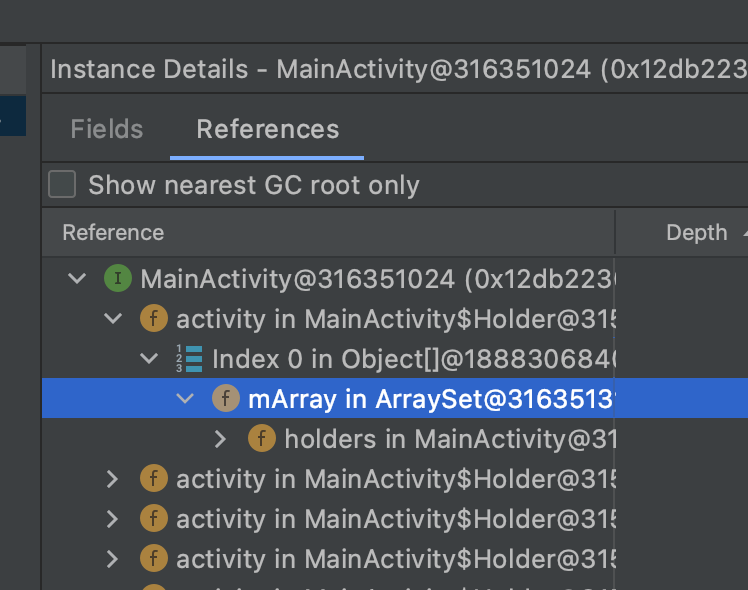 Instance Details - MainActivity@316351024 (0x12db223
Fields References
Show nearest GC root only
Reference Depth
MainActivity@316351024 (0x12db223
activity in MainActivity$Holder@315
Index 0 in Object[]@188830684
mArray in ArraySet@31635131
holders in MainActivity@31
activity in MainActivity$Holder@315
activity in MainActivity$Holder@315
activity in MainActivity$Holder@315